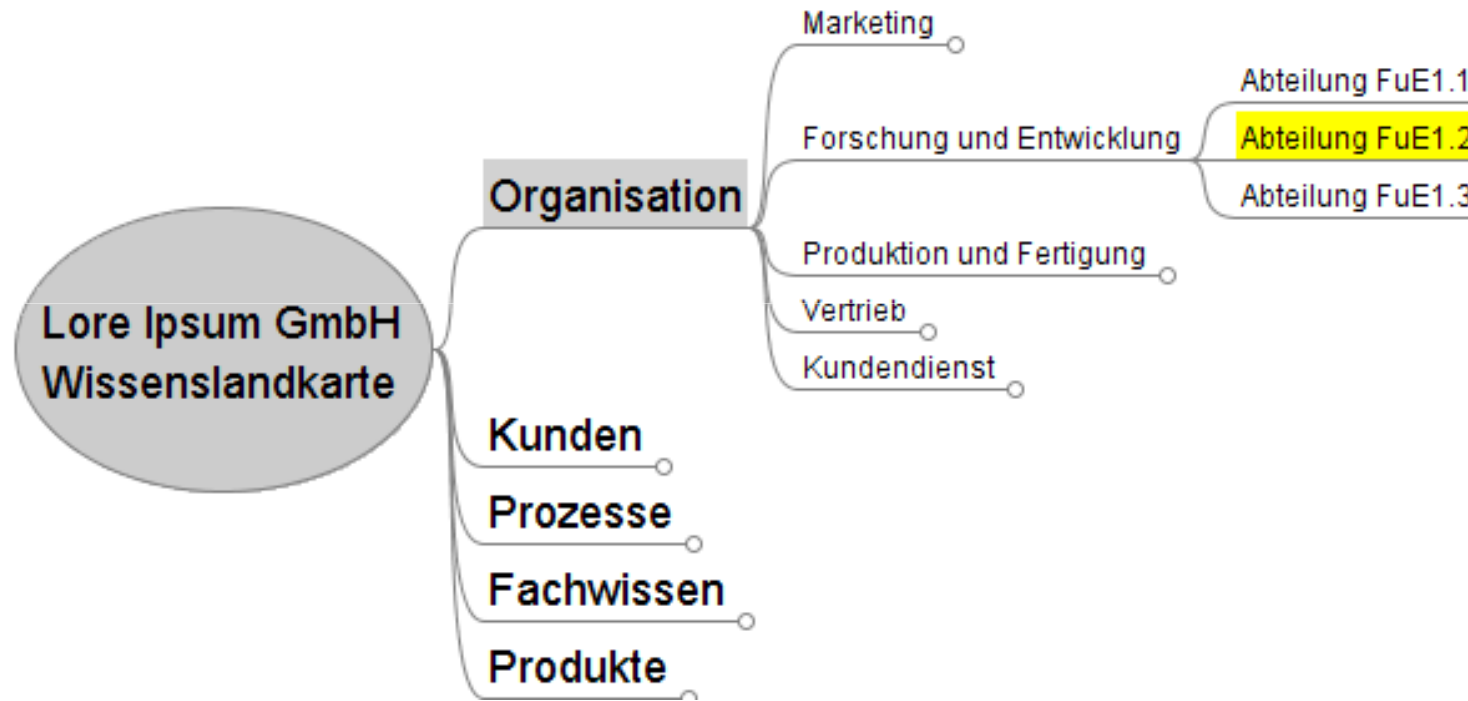 Lore Ipsum GmbH
Wissenslandkarte
Organisation
Marketing
Forschung und Entwicklung
Abteilung FuE1.1
Abteilung FuE1.2
Abteilung FuE1.3
Produktion und Fertigung
Vertrieb
Kundendienst
Kunden
Prozesse
Fachwissen
Produkte